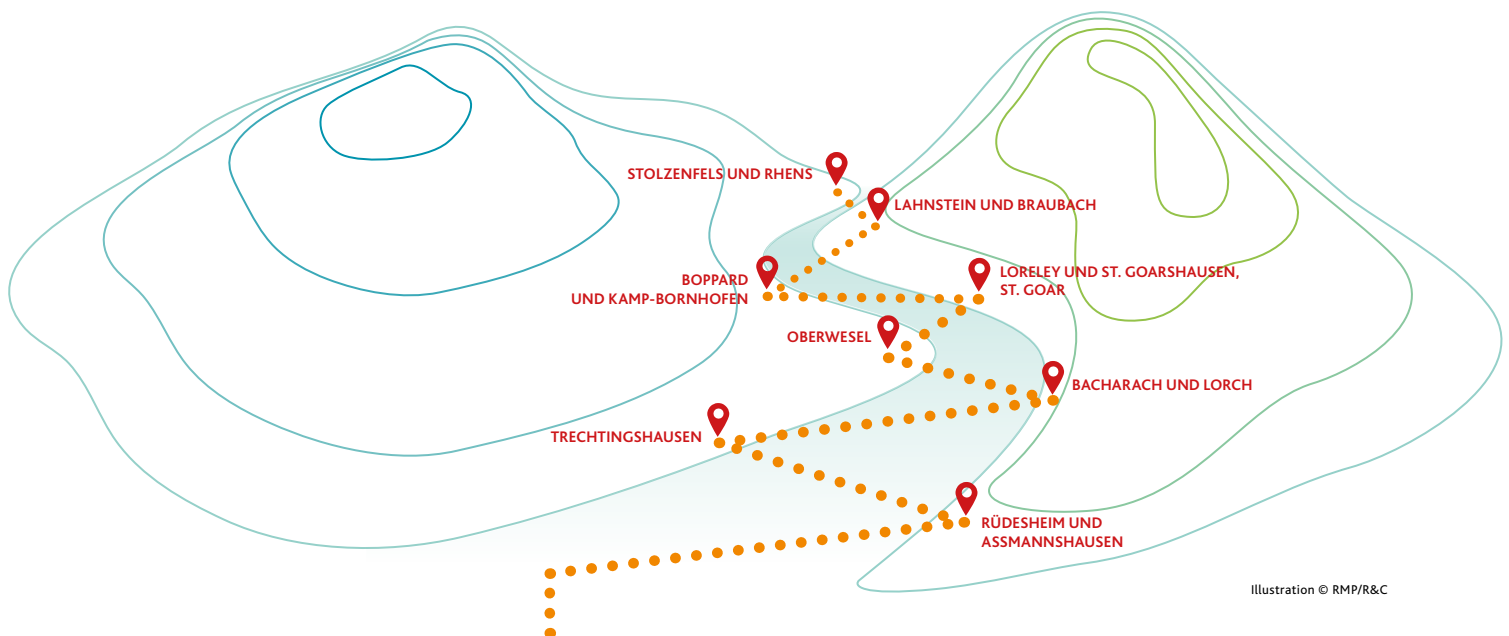 STOLZENFELS UND RHENS
LAHNSTEIN UND BRAUBACH
BOPPARD
UND KAMP-BORNHOFEN
LORELEY UND ST. GOARSHAUSEN,
ST. GOAR
OBERWESEL
BACHARACH UND LORCH
TRECHTINGSHAUSEN
RÜDESHEIM UND
ASSMANNSHAUSEN
Illustration © RMP/R&C